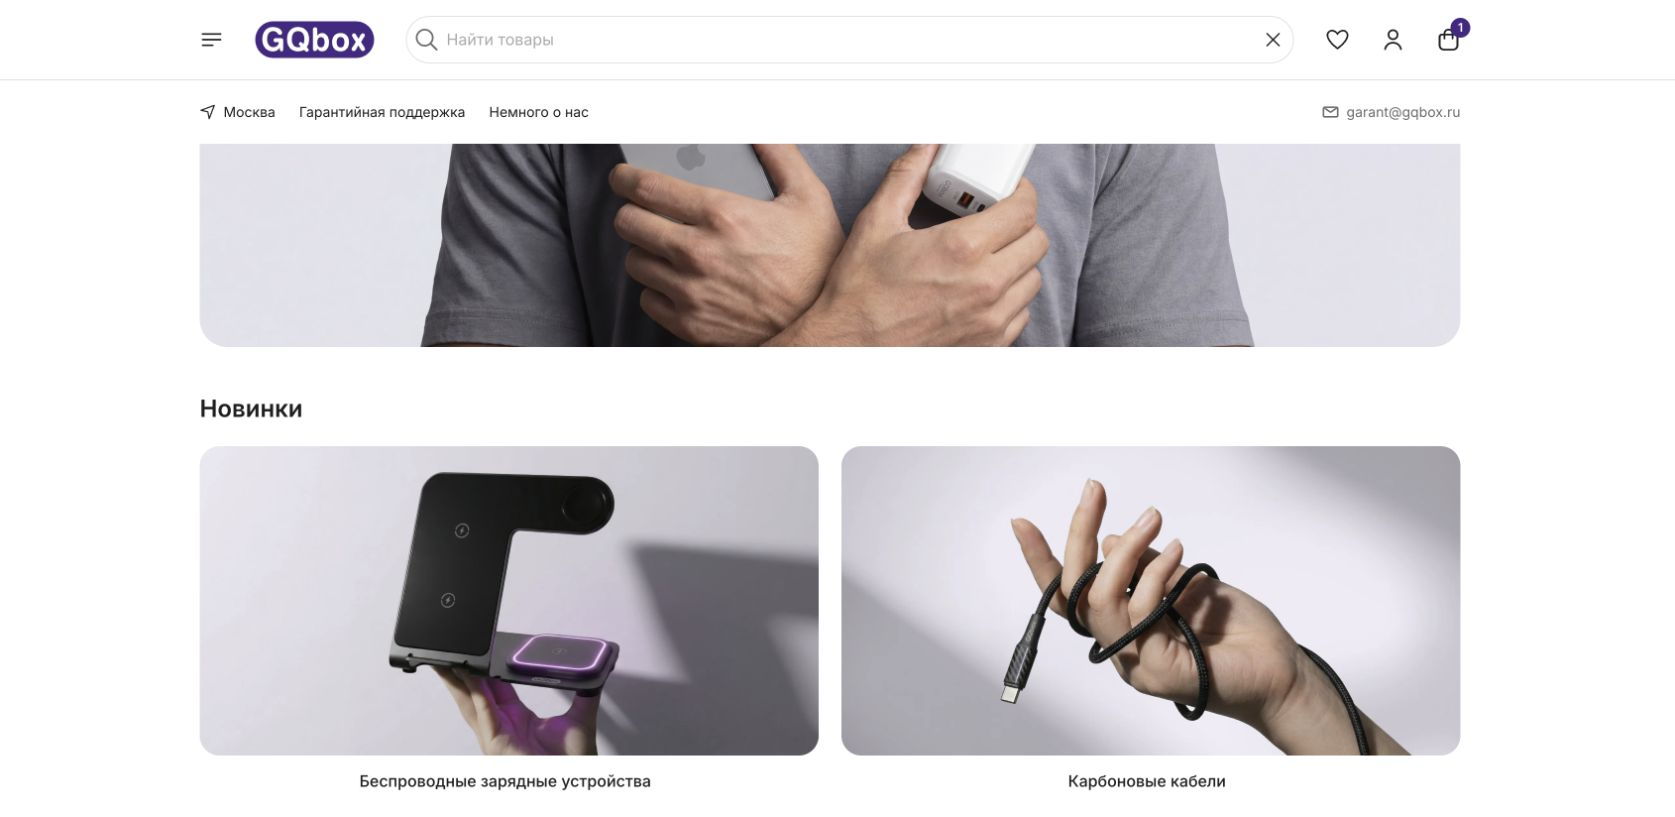 GQbox
Найти товары
1
Москва
Гарантийная поддержка
Немного о нас
garant@gqbox.ru
Новинки
Беспроводные зарядные устройства
Карбоновые кабели